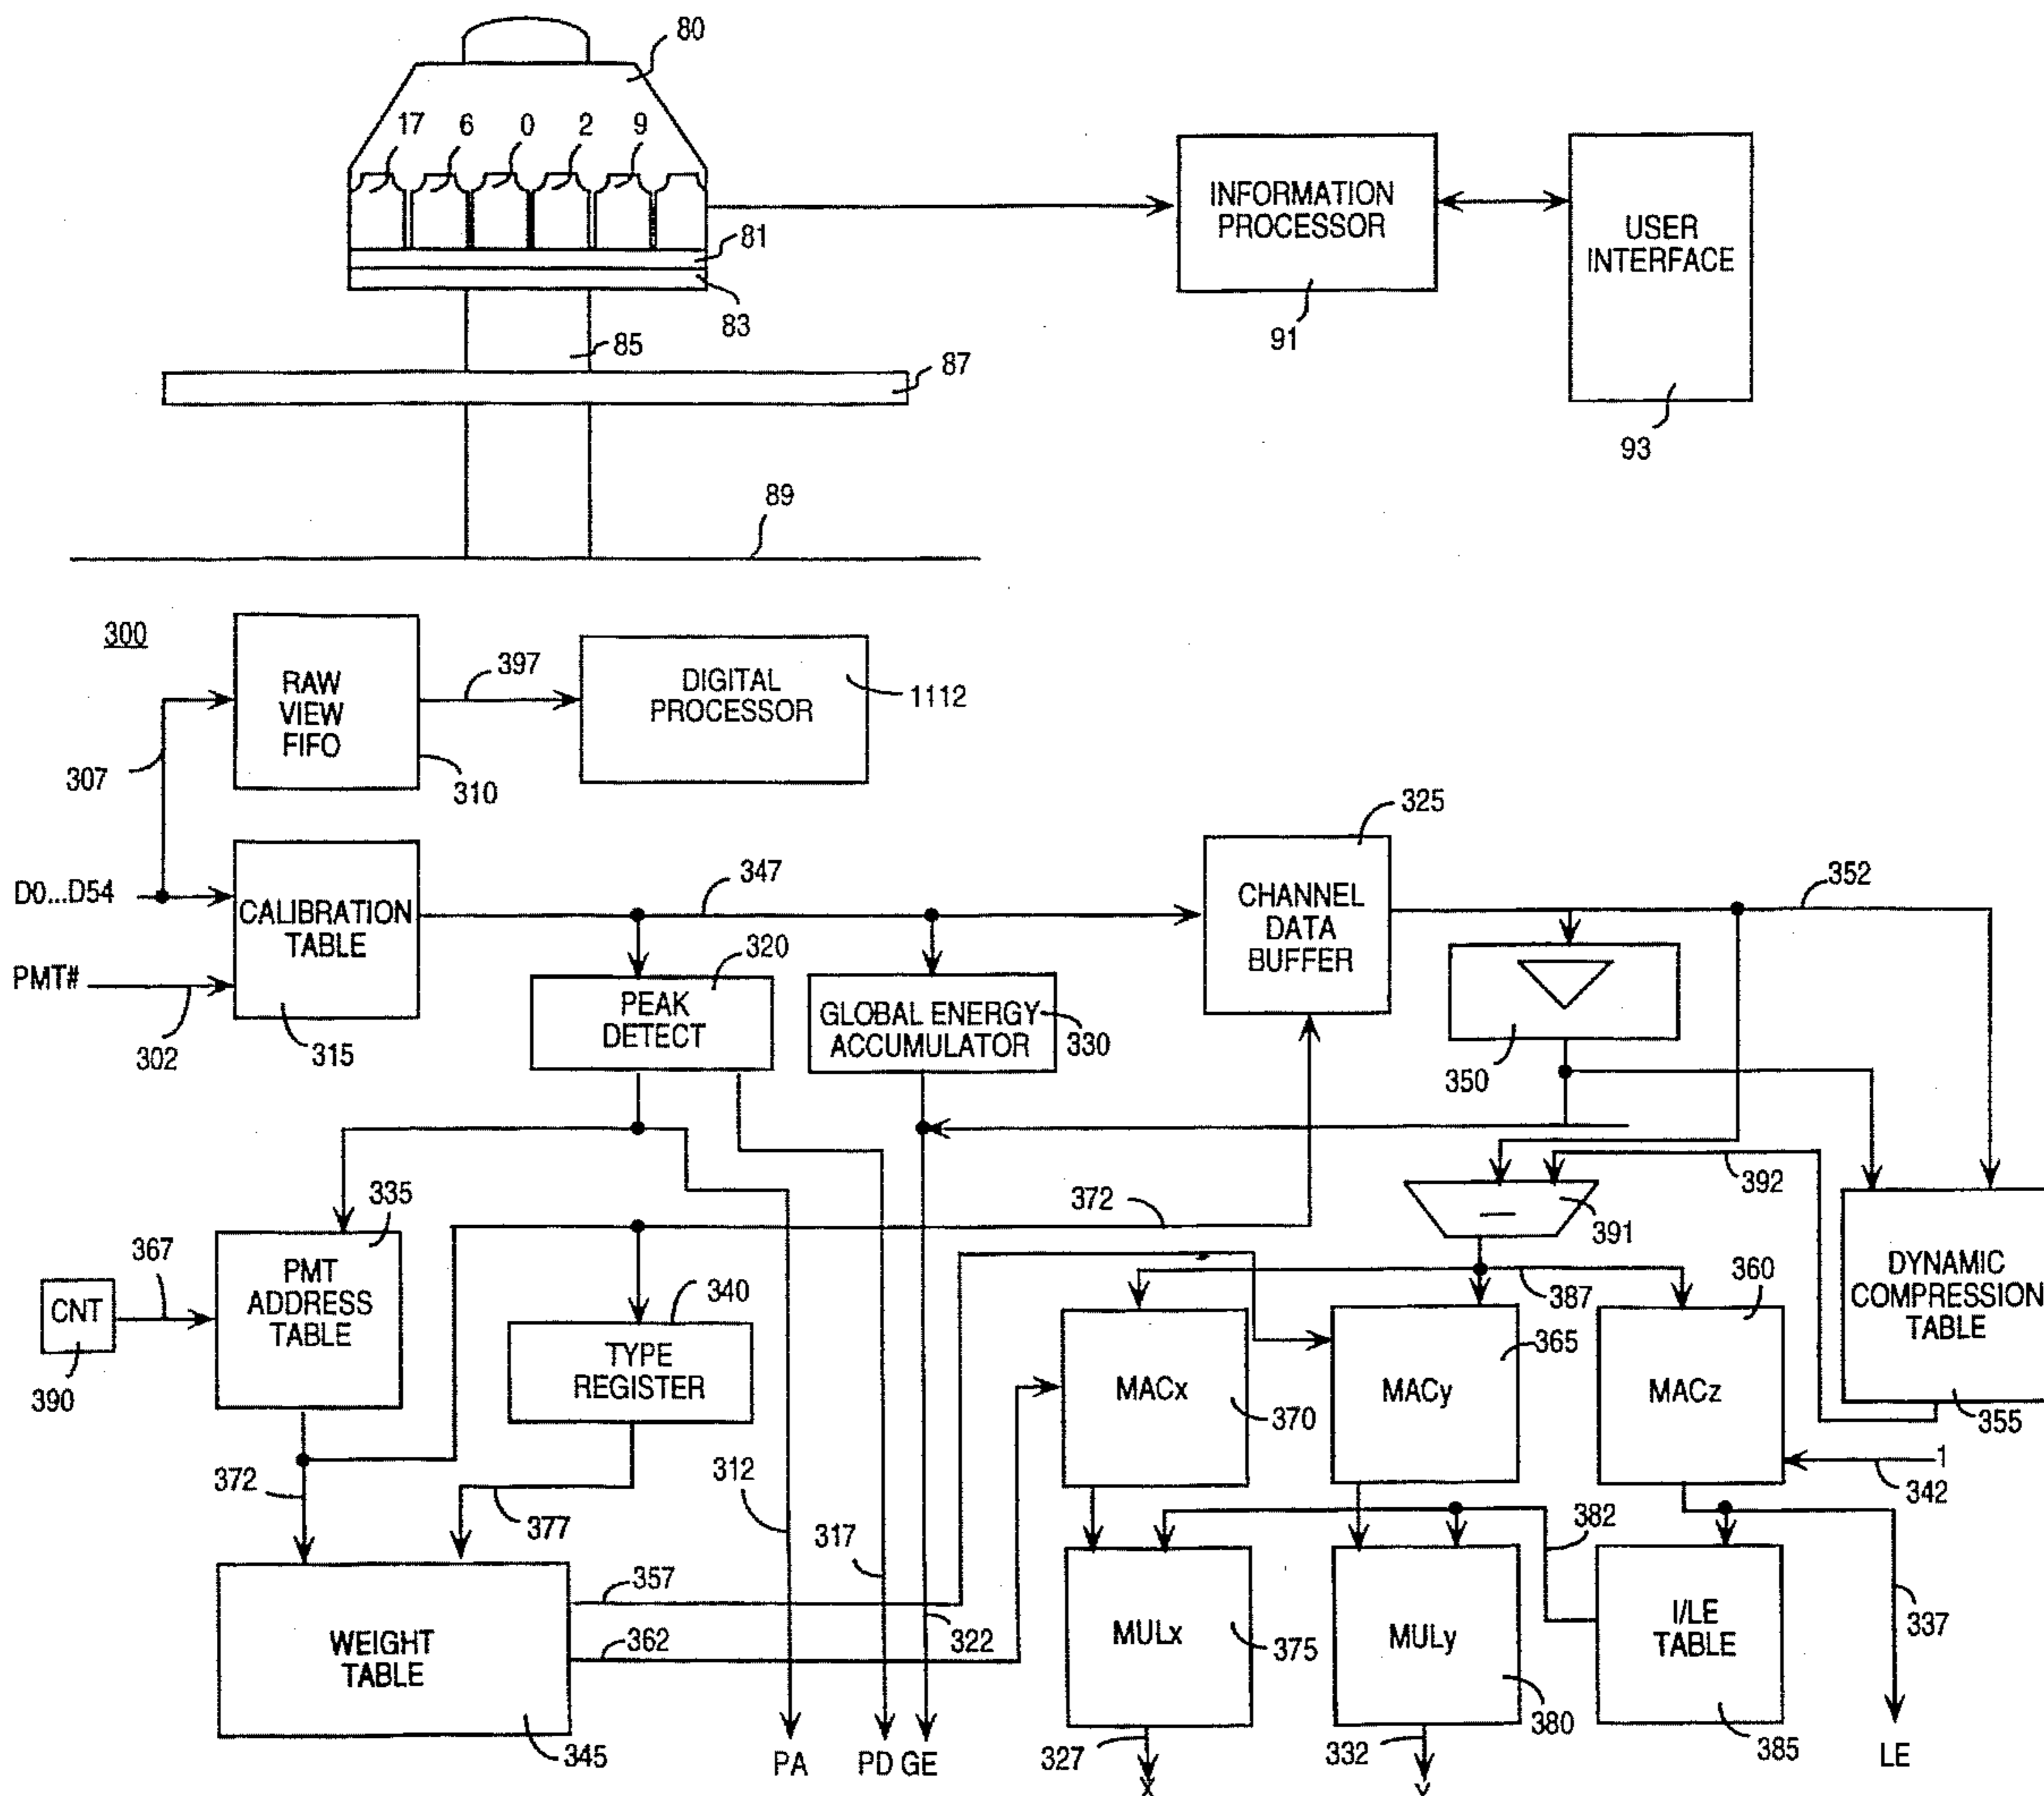 80
17 6 0 2 9
81
83
85
87
89
INFORMATION
PROCESSOR
91
USER
INTERFACE
93
300
RAW
VIEW
FIFO
310
397
DIGITAL
PROCESSOR
1112
307
D0...D54
PMT#
302
CALIBRATION
TABLE
315
347
320
PEAK
DETECT
GLOBAL ENERGY
ACCUMULATOR
330
325
CHANNEL
DATA
BUFFER
352
350
392
391
372
335
PMT
ADDRESS
TABLE
367
CNT
390
340
TYPE
REGISTER
387
360
DYNAMIC
COMPRESSION
TABLE
355
MACx
370
365
MACy
MACz
1
342
372
377
312
317
382
337
WEIGHT
TABLE
345
357
362
322
MULx
375
MULy
380
I/LE
TABLE
385
PA
PD
GE
327
X
332
Y
LE